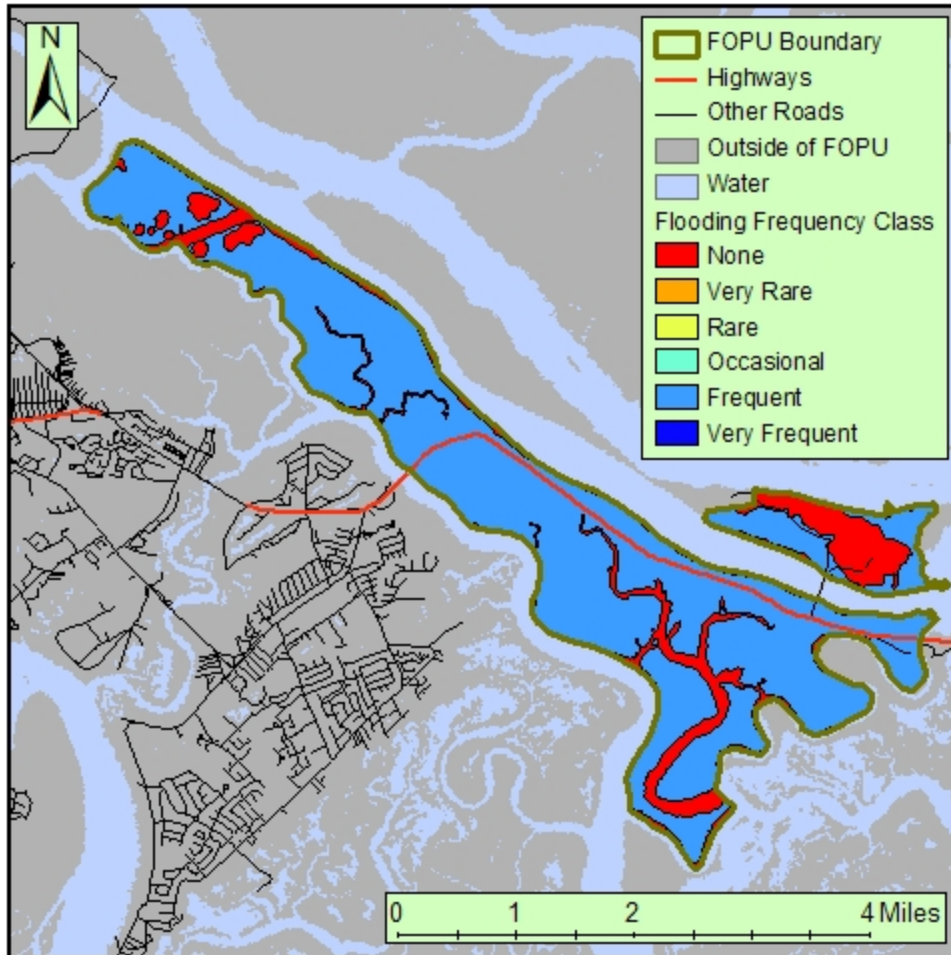 N
FOPU Boundary
Highways
Other Roads
Outside of FOPU
Water
Flooding Frequency Class
None
Very Rare
Rare
Occasional
Frequent
Very Frequent
0 1 2 4 Miles